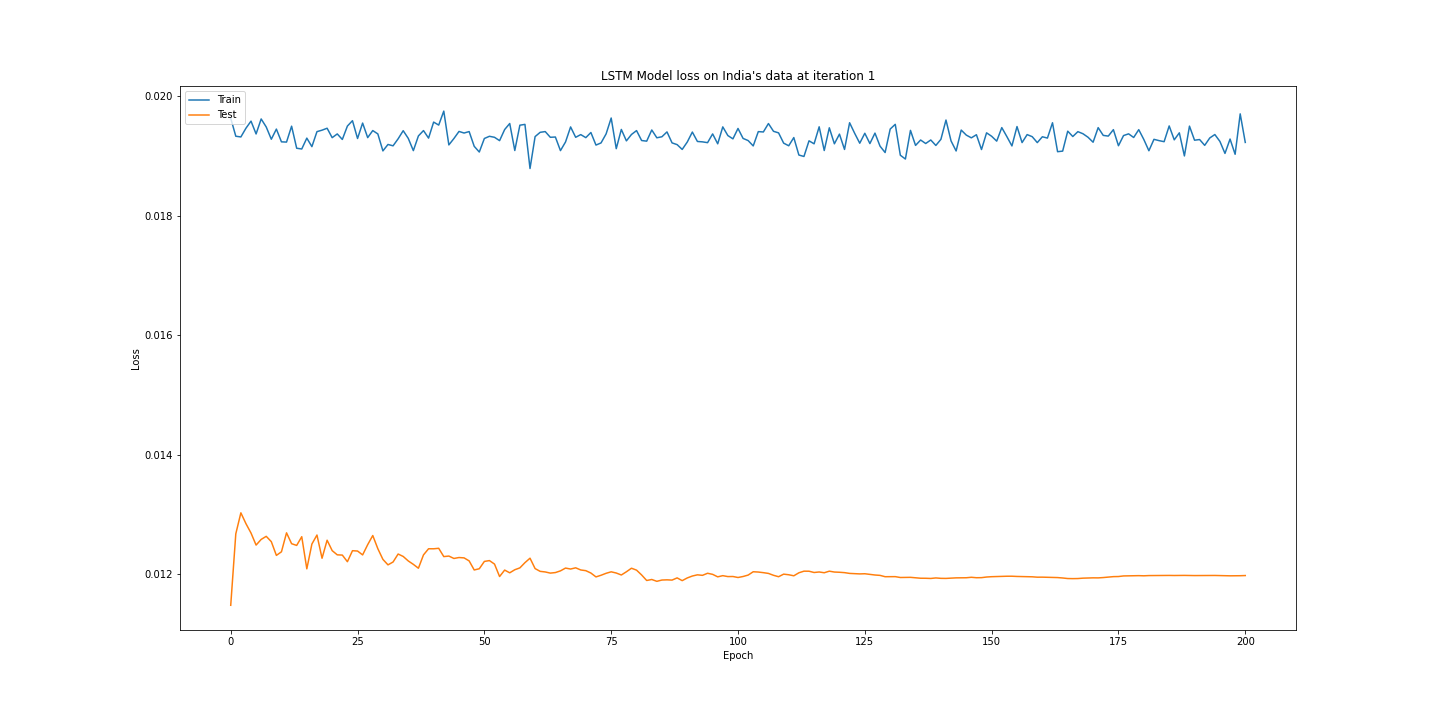 LSTM Model loss on India's data at iteration 1
Train
Test
0.020
0.018
0.016
0.014
0.012
Loss
0 25 50 75 100 125 150 175 200
Epoch